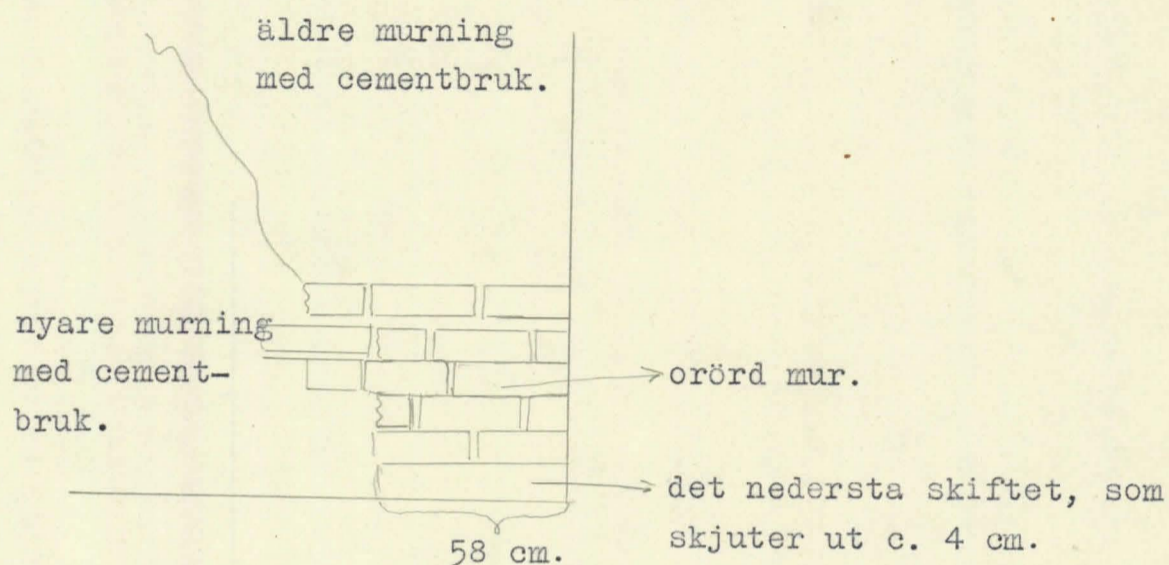 äldre murning
med cementbruk.
nyare murning
med cement-
bruk.
orörd mur.
det nedersta skiftet, som
skjuter ut c. 4 cm.
58 cm.